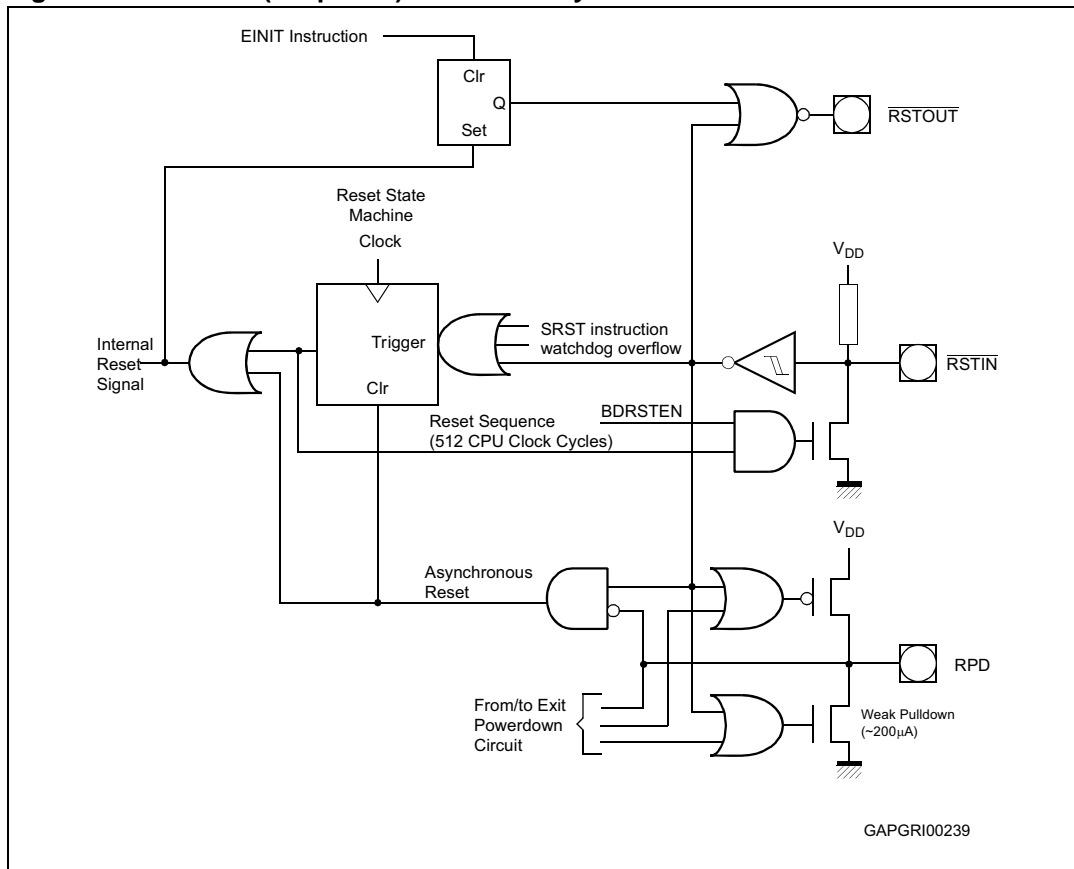 EINIT Instruction
Clr
Q
Set
RSTOUT
Reset State
Machine
Clock
VDD
Internal
Reset
Signal
Trigger
Clr
SRST instruction
watchdog overflow
RSTIN
BDRSTEN
Reset Sequence
(512 CPU Clock Cycles)
VDD
Asynchronous
Reset
RPD
From/to Exit
Powerdown
Circuit
Weak Pulldown
(~200μA)
GAPGRI00239